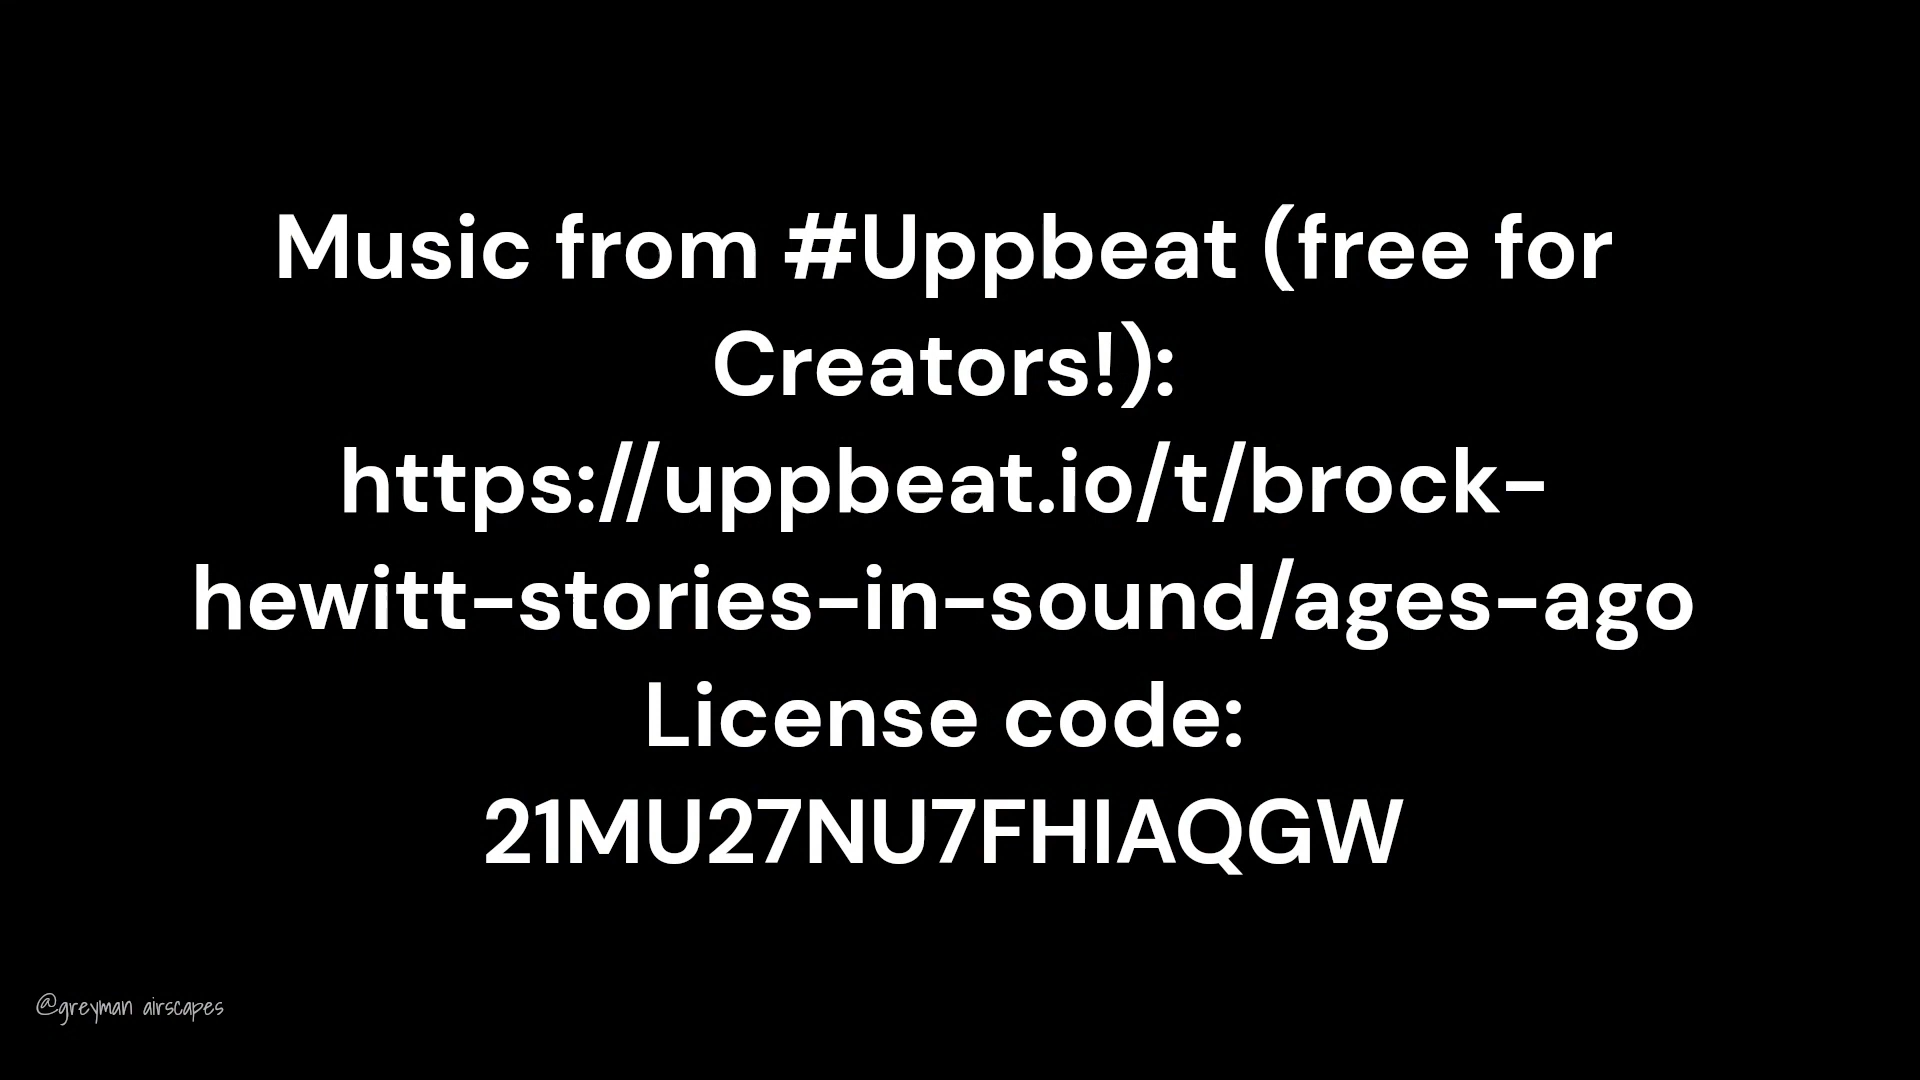 Music from #Uppbeat (free for
Creators!):
https://uppbeat.io/t/brock-
hewitt-stories-in-sound/ages-ago
License code:
21MU27NU7FHIAQGW
@greyman airscapes